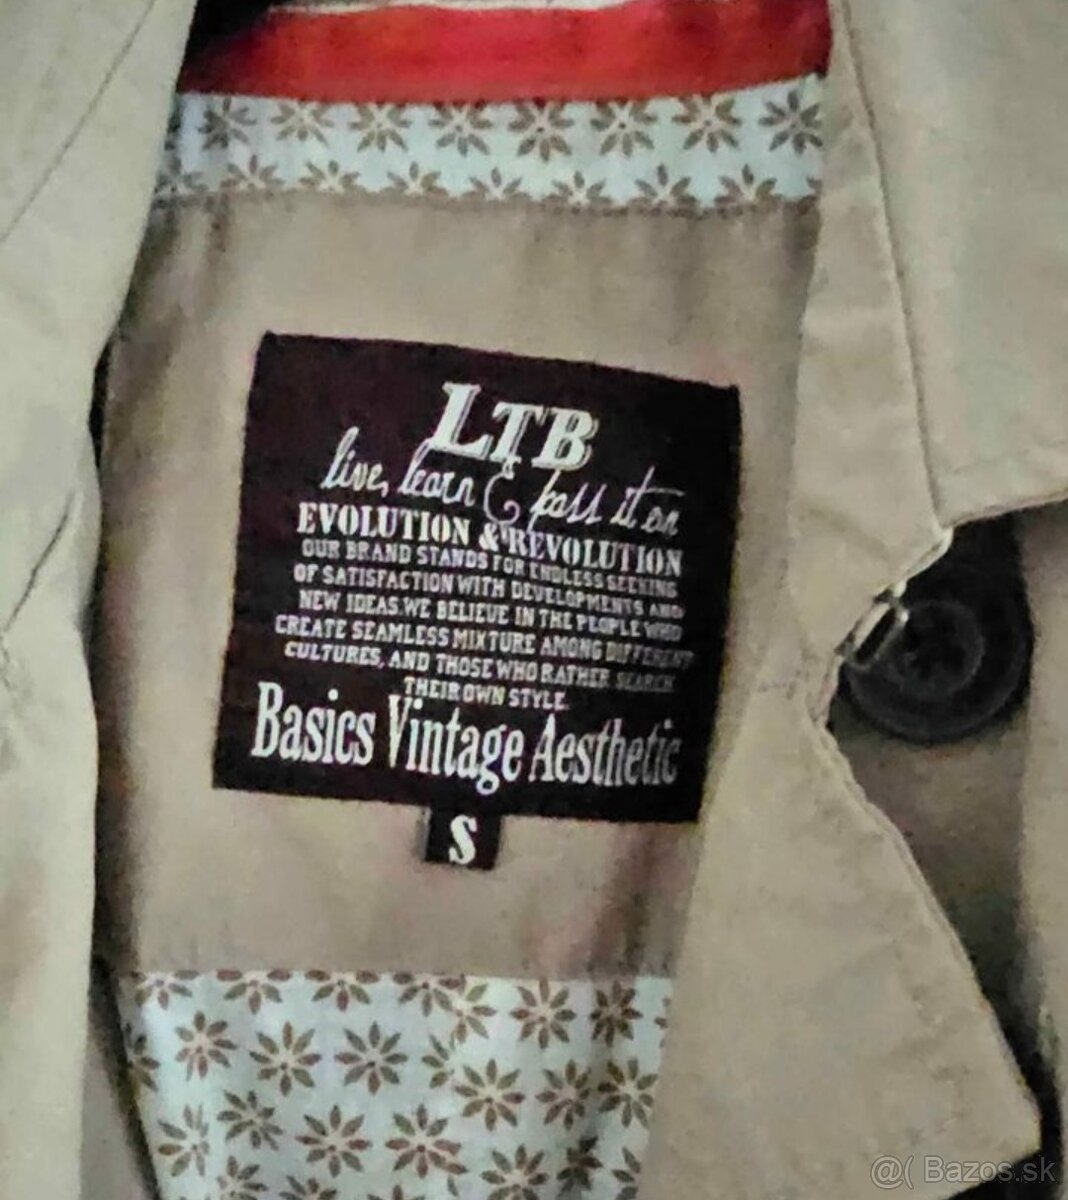 LTB
live, learn & pass it on
EVOLUTION & REVOLUTION
OUR BRAND STANDS FOR ENDLESS SEEKING
OF SATISFACTION WITH DEVELOPMENTS AND
NEW IDEAS. WE BELIEVE IN THE PEOPLE WHO
CREATE SEAMLESS MIXTURE AMONG DIFFERENT
CULTURES, AND THOSE WHO RATHER SEARCH
THEIR OWN STYLE.
Basics Vintage Aesthetic
S
@( Bazos.sk